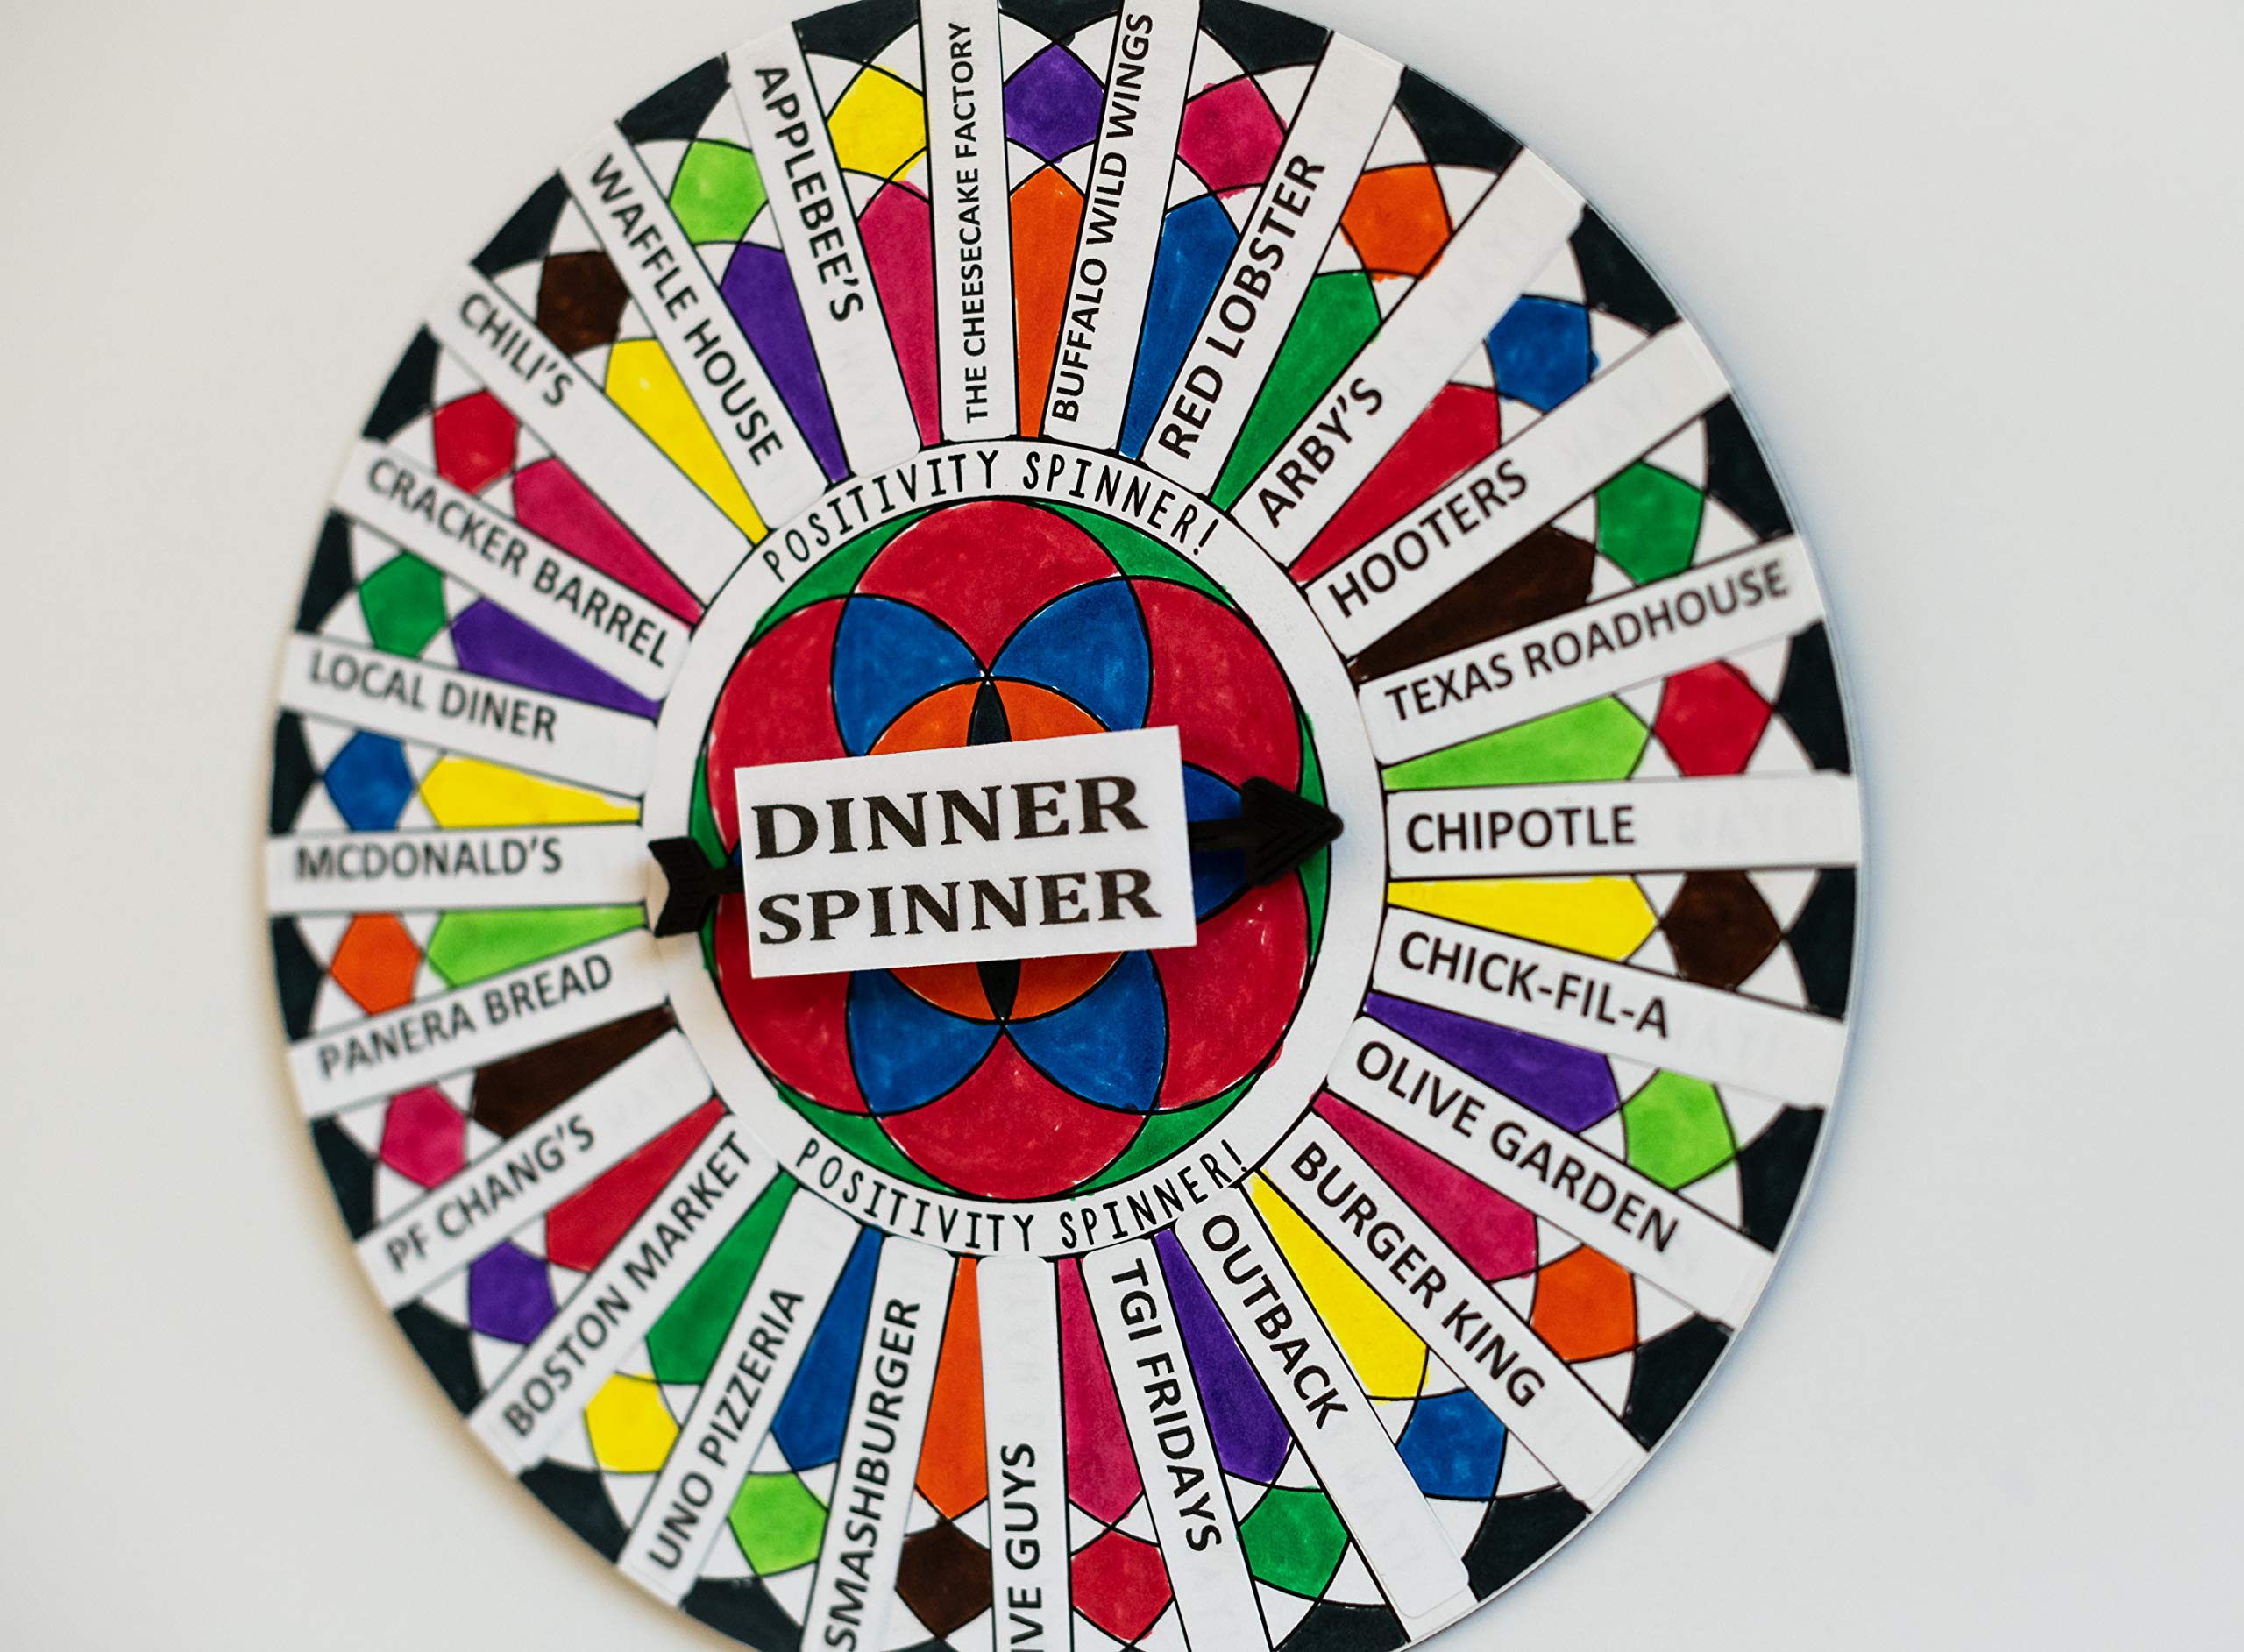 THE CHEESECAKE FACTORY
BUFFALO WILD WINGS
RED LOBSTER
ARBY'S
HOOTERS
TEXAS ROADHOUSE
CHIPOTLE
CHICK-FIL-A
OLIVE GARDEN
BURGER KING
OUTBACK
TGI FRIDAYS
IVE GUYS
SMASHBURGER
UNO PIZZERIA
BOSTON MARKET
PF CHANG'S
PANERA BREAD
MCDONALD'S
LOCAL DINER
CRACKER BARREL
CHILI'S
WAFFLE HOUSE
APPLEBEE'S
POSITIVITY SPINNER!
DINNER
SPINNER
POSITIVITY SPINNER!